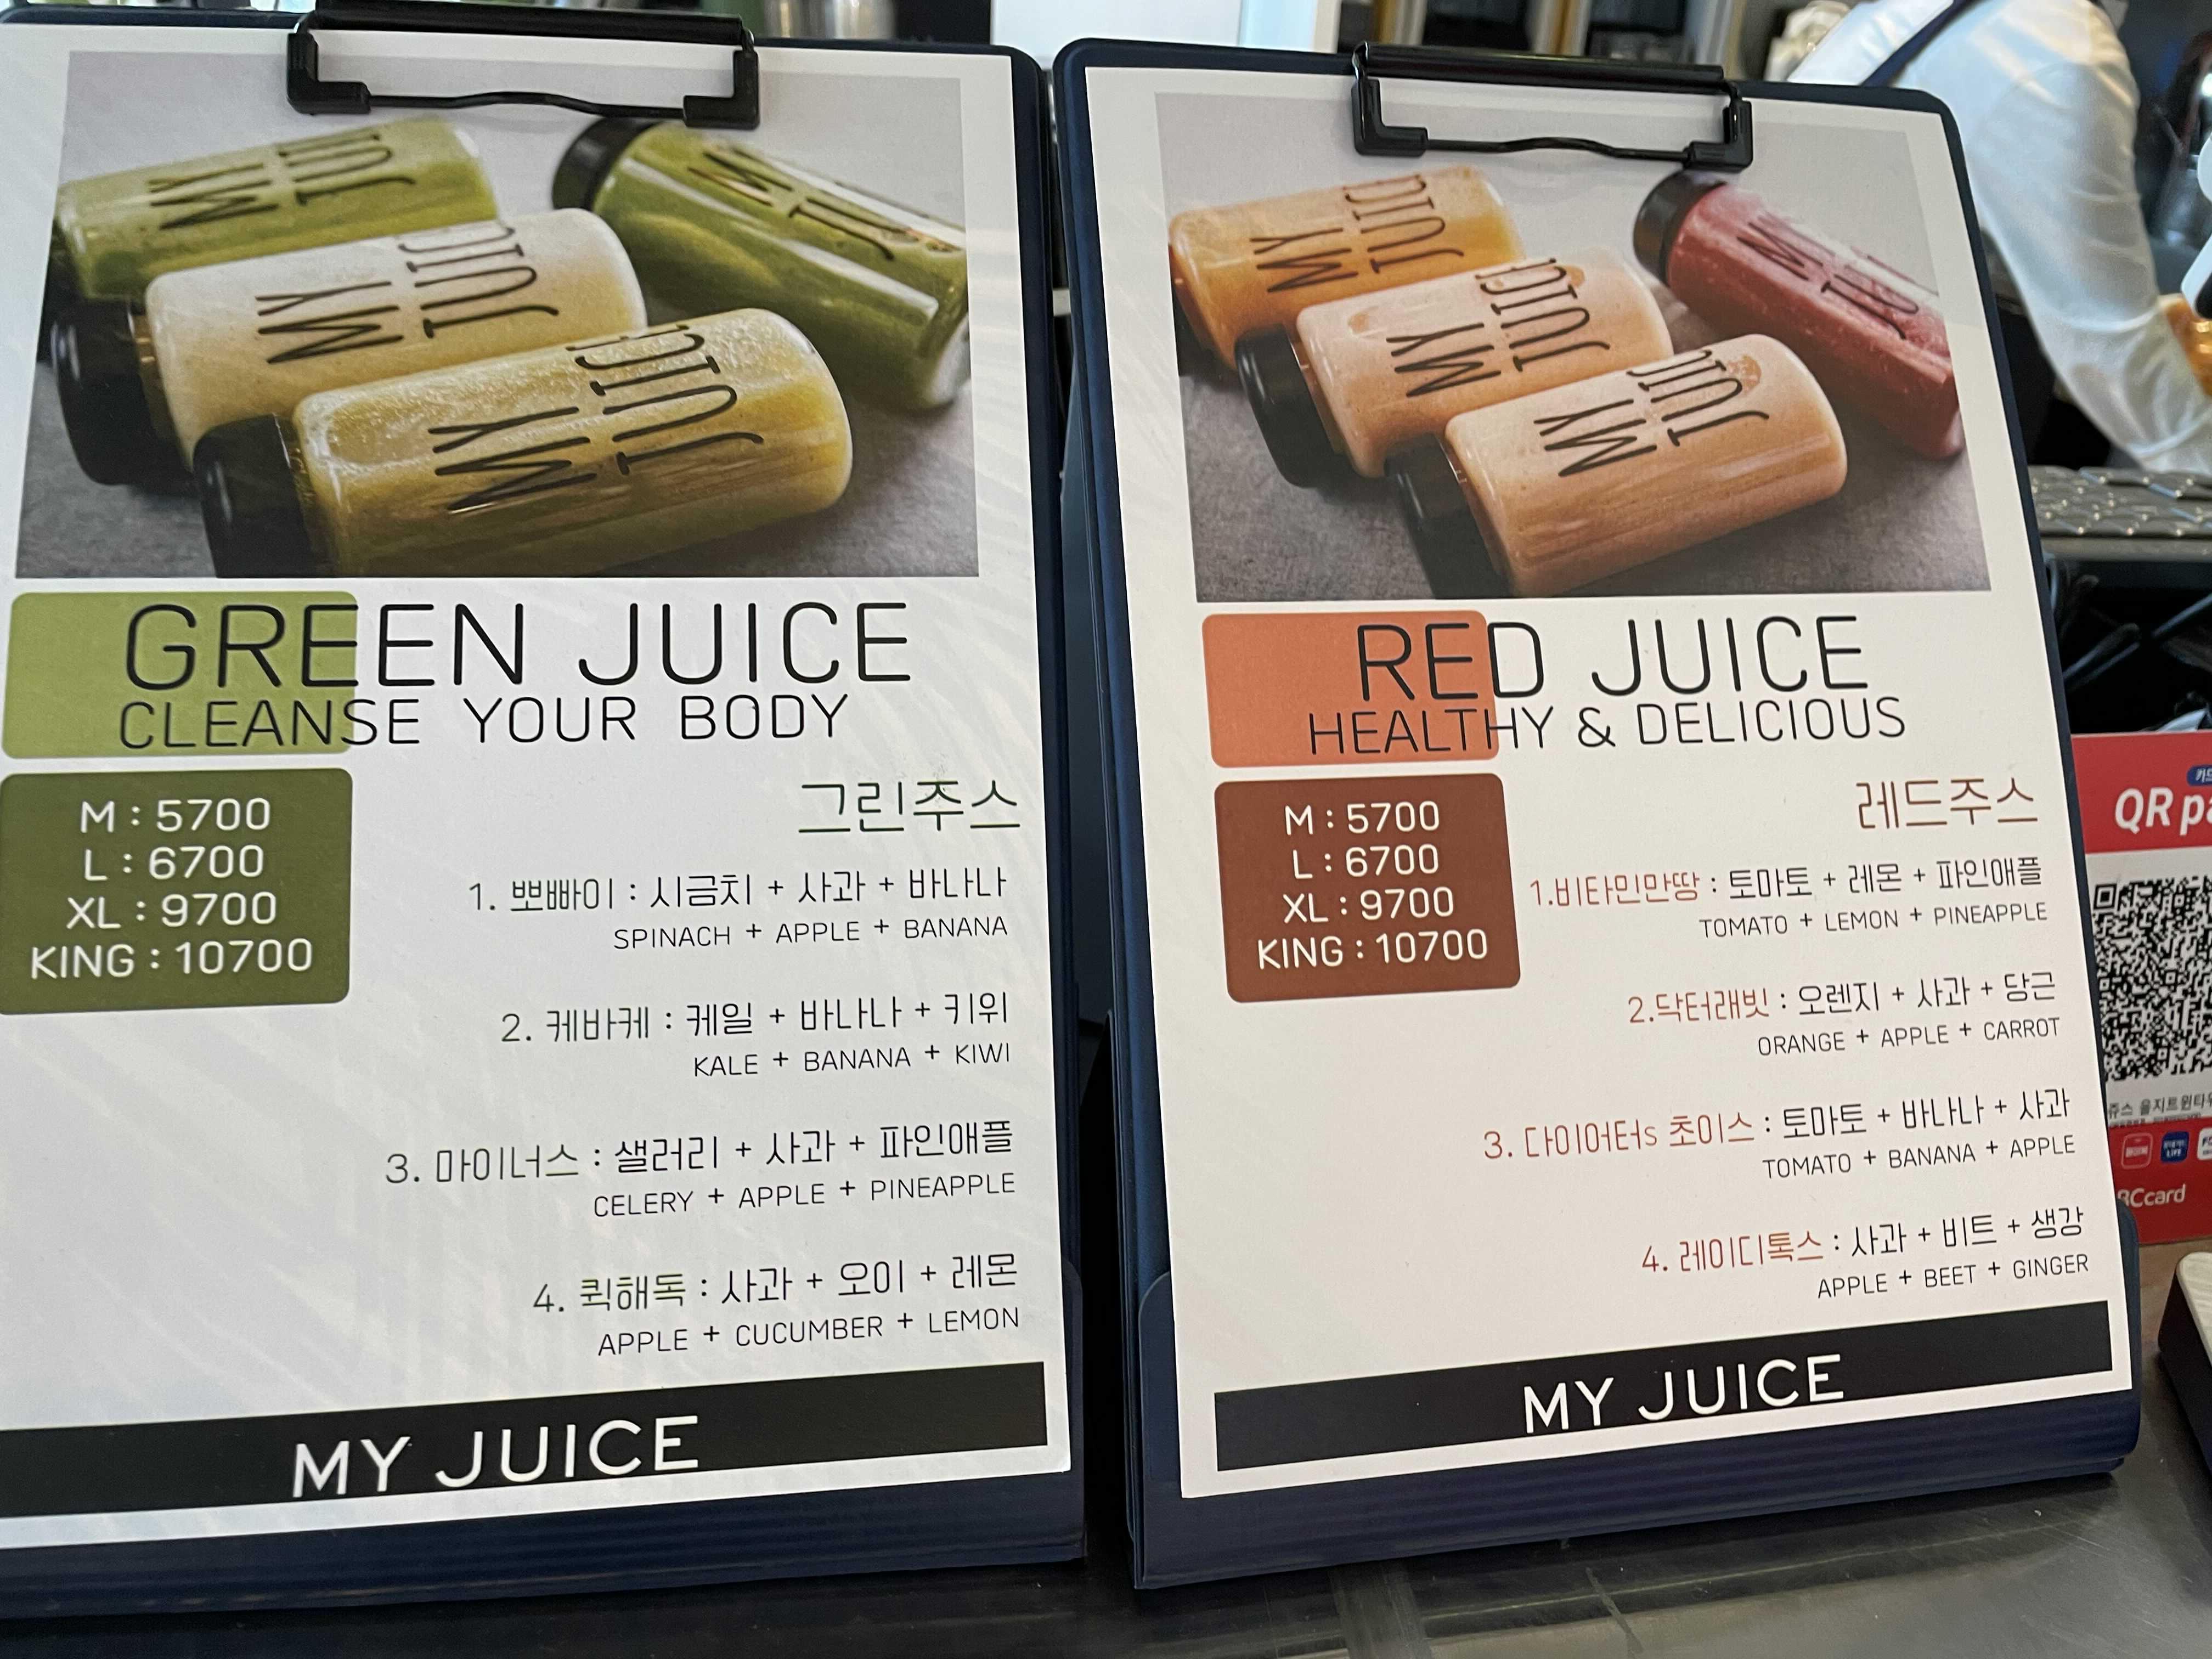 MY JUICE
MY JUICE
MY JUICE
GREEN JUICE
CLEANSE YOUR BODY
M : 5700
L : 6700
XL : 9700
KING : 10700
그린주스
1. 뽀빠이 : 시금치 + 사과 + 바나나
SPINACH + APPLE + BANANA
2. 케바케 : 케일 + 바나나 + 키위
KALE + BANANA + KIWI
3. 마이너스 : 샐러리 + 사과 + 파인애플
CELERY + APPLE + PINEAPPLE
4. 퀵해독 : 사과 + 오이 + 레몬
APPLE + CUCUMBER + LEMON
MY JUICE
MY JUICE
MY JUICE
MY JUICE
RED JUICE
HEALTHY & DELICIOUS
M : 5700
L : 6700
XL : 9700
KING : 10700
레드주스
1.비타민만땅 : 토마토 + 레몬 + 파인애플
TOMATO + LEMON + PINEAPPLE
2.닥터래빗 : 오렌지 + 사과 + 당근
ORANGE + APPLE + CARROT
3. 다이어터s 초이스 : 토마토 + 바나나 + 사과
TOMATO + BANANA + APPLE
4. 레이디톡스 : 사과 + 비트 + 생강
APPLE + BEET + GINGER
MY JUICE
QR pa
쥬스 을지트윈타워
BCcard